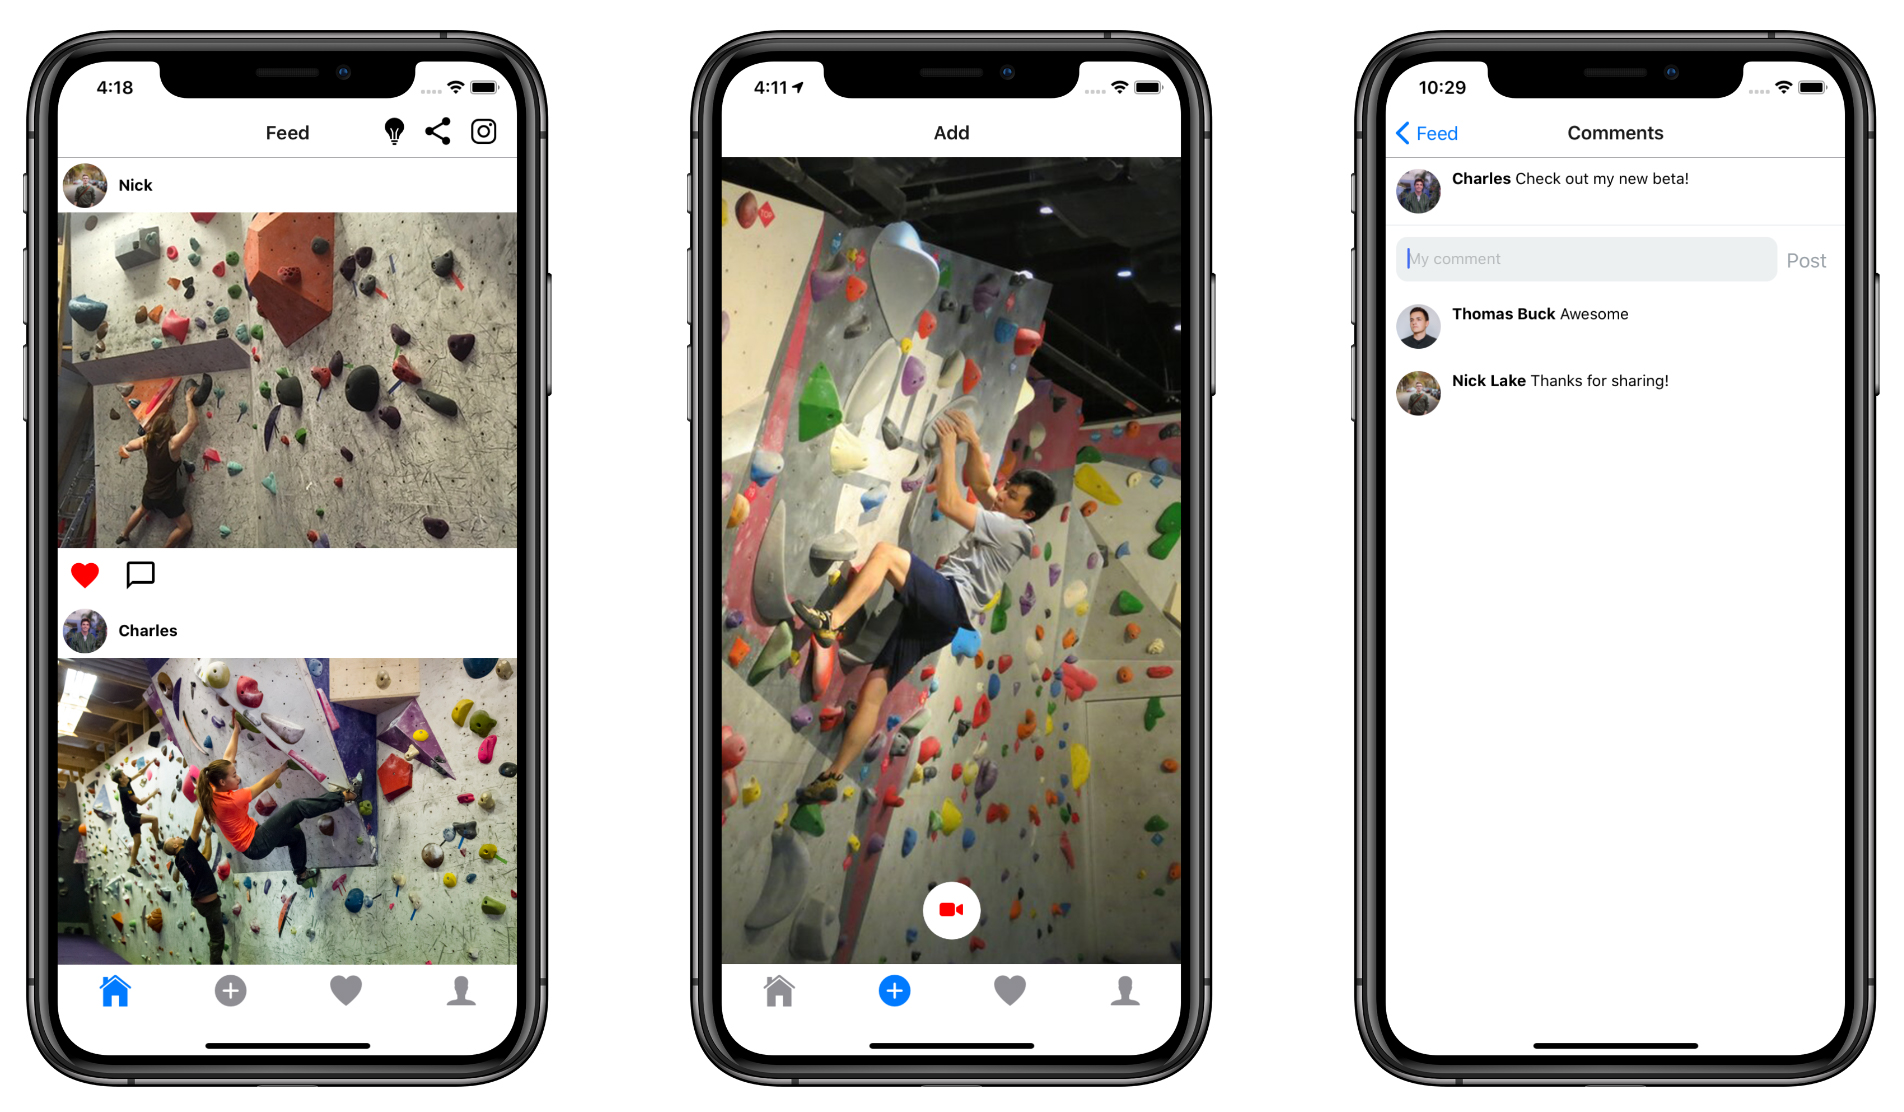 4:18
Feed
Nick
Charles
4:11
Add
TOP
10:29
Feed
Comments
Charles Check out my new beta!
My comment
Post
Thomas Buck Awesome
Nick Lake Thanks for sharing!